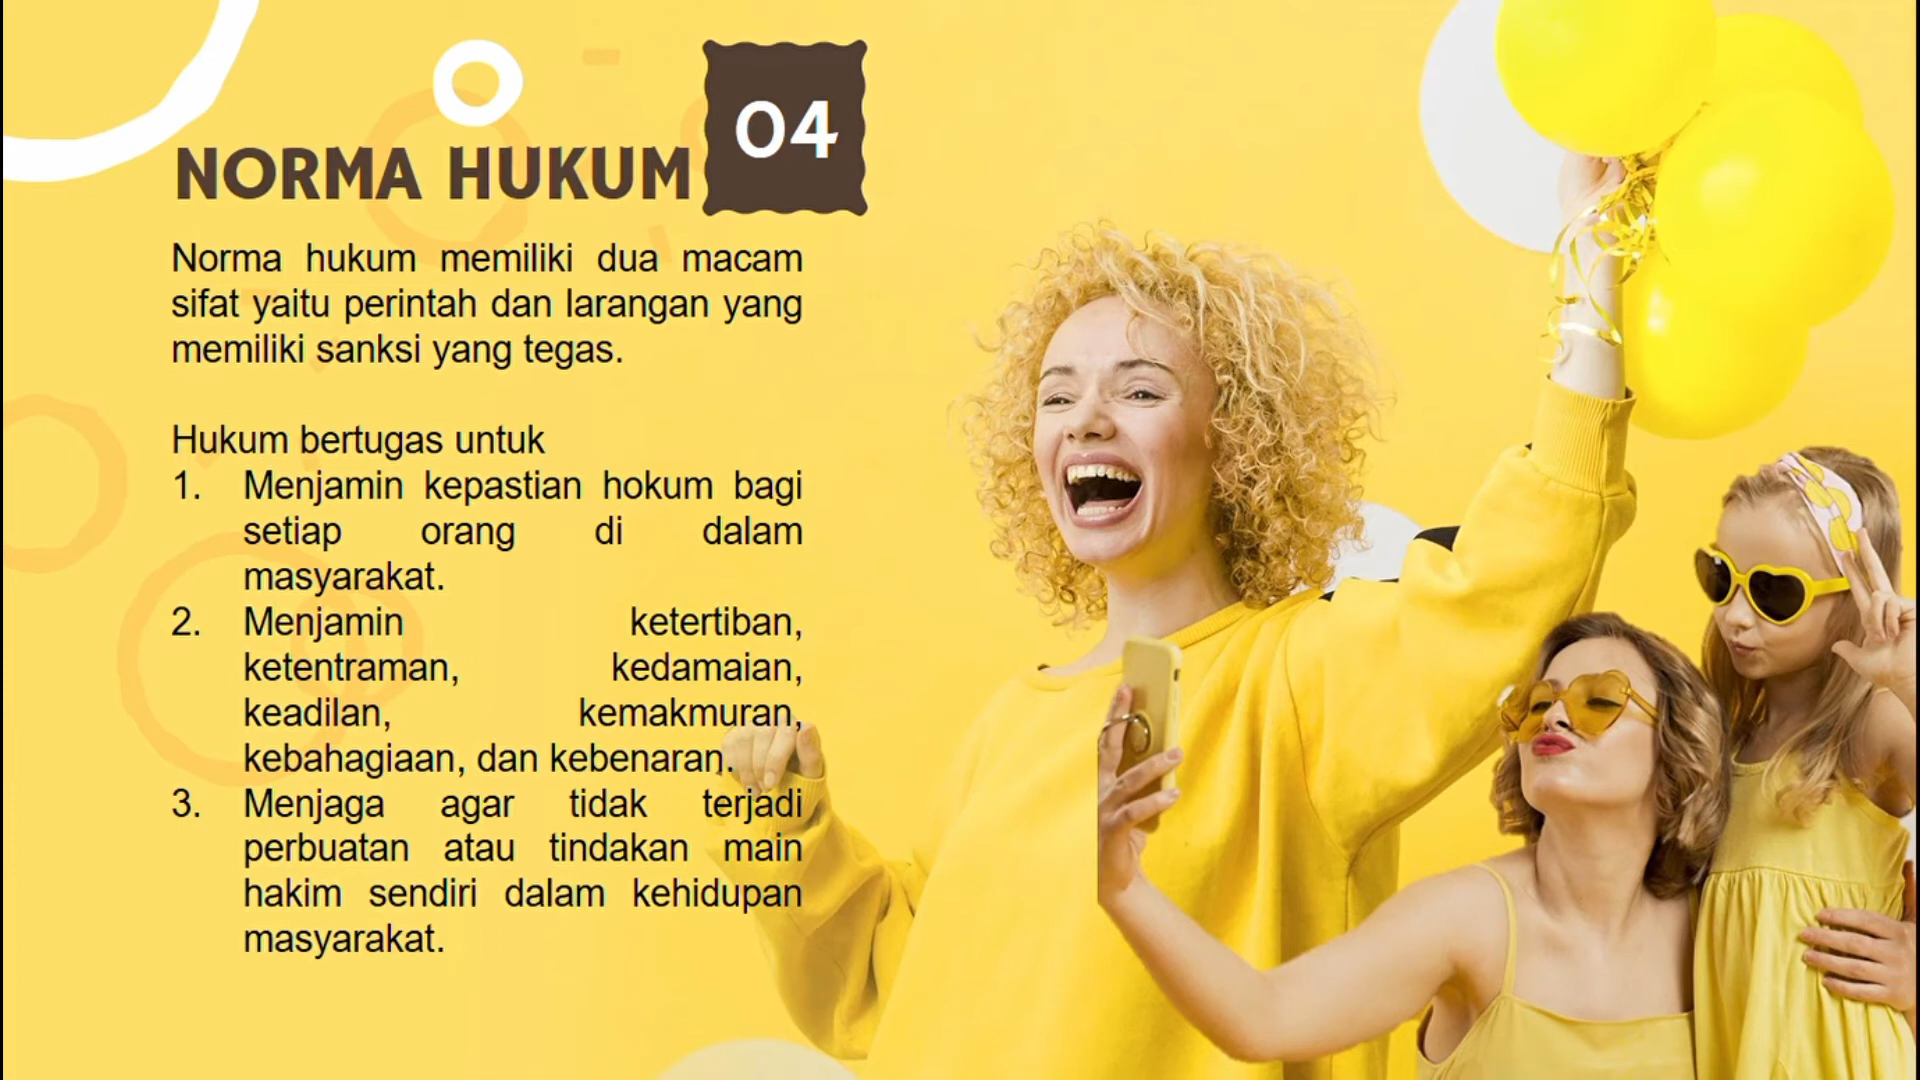 NORMA HUKUM
04
Norma hukum memiliki dua macam
sifat yaitu perintah dan larangan yang
memiliki sanksi yang tegas.
Hukum bertugas untuk
1. Menjamin kepastian hokum bagi
setiap orang di dalam
masyarakat.
2. Menjamin ketertiban,
ketentraman, kedamaian,
keadilan, kemakmuran,
kebahagiaan, dan kebenaran.
3. Menjaga agar tidak terjadi
perbuatan atau tindakan main
hakim sendiri dalam kehidupan
masyarakat.